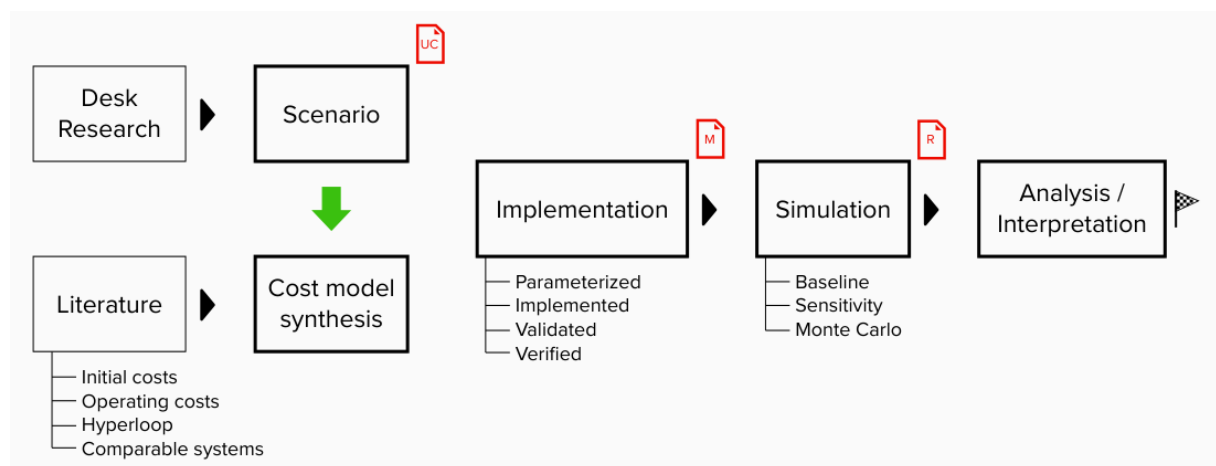 UC
Desk
Research
Scenario
M
R
Implementation
Simulation
Analysis /
Interpretation
Literature
Cost model
synthesis
Parameterized
Implemented
Validated
Verified
Baseline
Sensitivity
Monte Carlo
Initial costs
Operating costs
Hyperloop
Comparable systems